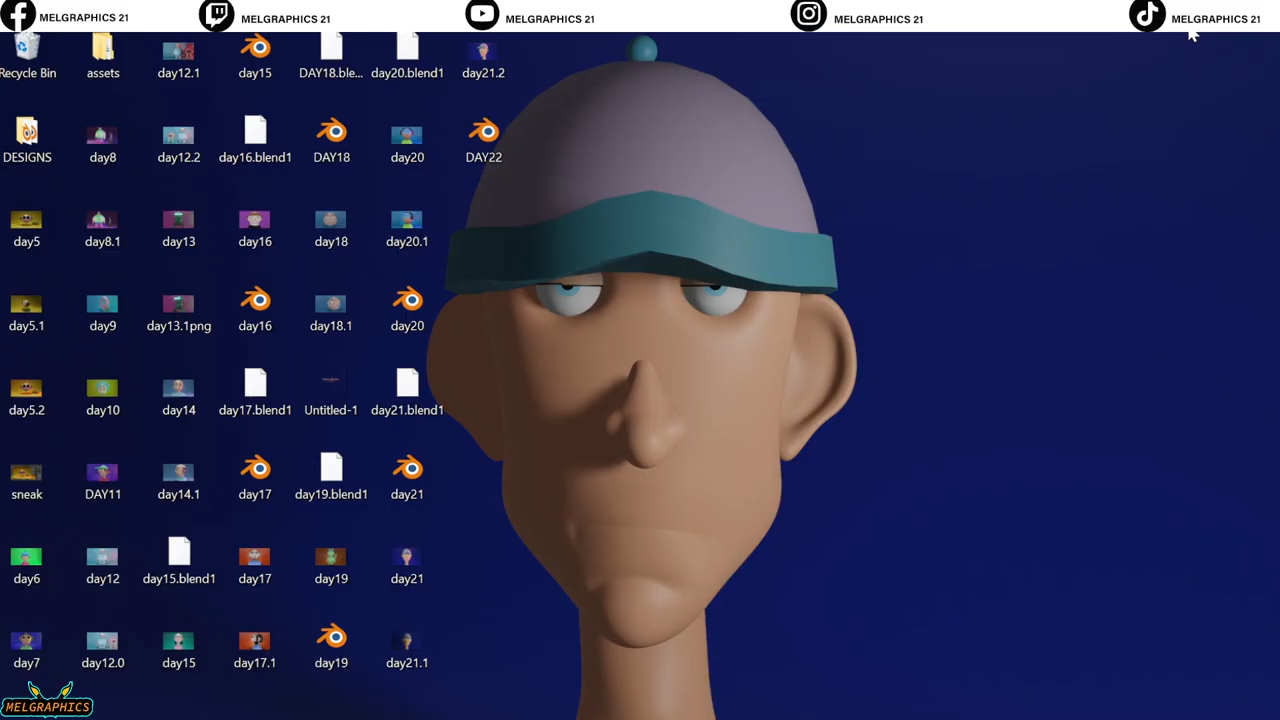 MELGRAPHICS 21
MELGRAPHICS 21
MELGRAPHICS 21
MELGRAPHICS 21
MELGRAPHICS 21
Recycle Bin
assets
day12.1
day15
DAY18.ble...
day20.blend1
day21.2
DESIGNS
day8
day12.2
day16.blend1
DAY18
day20
DAY22
day5
day8.1
day13
day16
day18
day20.1
day5.1
day9
day13.1png
day16
day18.1
day20
day5.2
day10
day14
day17.blend1
Untitled-1
day21.blend1
sneak
DAY11
day14.1
day17
day19.blend1
day21
day6
day12
day15.blend1
day17
day19
day21
day7
day12.0
day15
day17.1
day19
day21.1
MELGRAPHICS